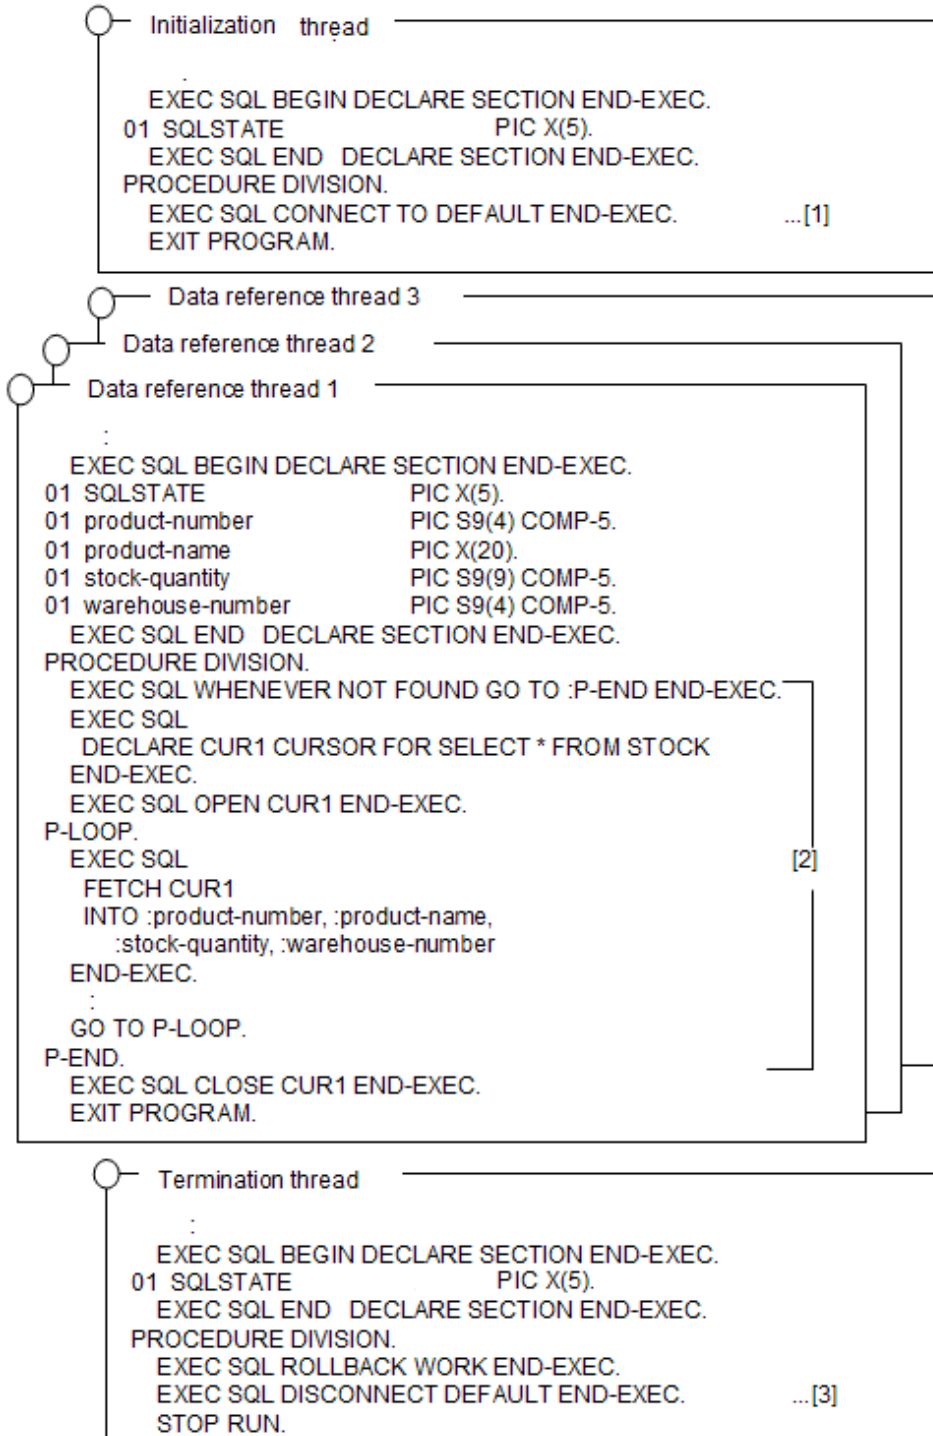 Initialization thread
:
EXEC SQL BEGIN DECLARE SECTION END-EXEC.
01 SQLSTATE PIC X(5).
EXEC SQL END DECLARE SECTION END-EXEC.
PROCEDURE DIVISION.
EXEC SQL CONNECT TO DEFAULT END-EXEC. ...[1]
EXIT PROGRAM.
Data reference thread 3
Data reference thread 2
Data reference thread 1
:
EXEC SQL BEGIN DECLARE SECTION END-EXEC.
01 SQLSTATE PIC X(5).
01 product-number PIC S9(4) COMP-5.
01 product-name PIC X(20).
01 stock-quantity PIC S9(9) COMP-5.
01 warehouse-number PIC S9(4) COMP-5.
EXEC SQL END DECLARE SECTION END-EXEC.
PROCEDURE DIVISION.
EXEC SQL WHENEVER NOT FOUND GO TO :P-END END-EXEC.
EXEC SQL
DECLARE CUR1 CURSOR FOR SELECT * FROM STOCK
END-EXEC.
EXEC SQL OPEN CUR1 END-EXEC.
P-LOOP.
EXEC SQL [2]
FETCH CUR1
INTO :product-number, :product-name,
:stock-quantity, :warehouse-number
END-EXEC.
:
GO TO P-LOOP.
P-END.
EXEC SQL CLOSE CUR1 END-EXEC.
EXIT PROGRAM.
Termination thread
:
EXEC SQL BEGIN DECLARE SECTION END-EXEC.
01 SQLSTATE PIC X(5).
EXEC SQL END DECLARE SECTION END-EXEC.
PROCEDURE DIVISION.
EXEC SQL ROLLBACK WORK END-EXEC.
EXEC SQL DISCONNECT DEFAULT END-EXEC. ...[3]
STOP RUN.